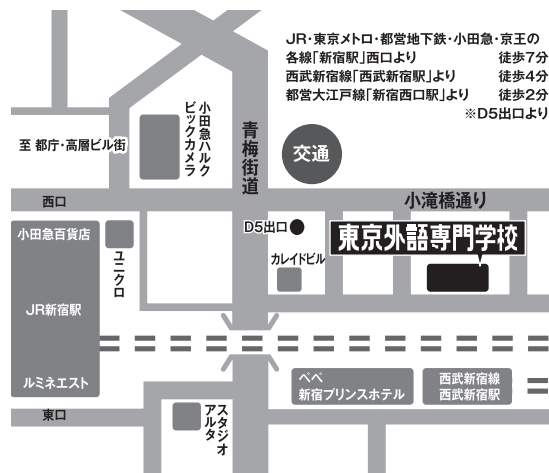 JR・東京メトロ・都営地下鉄・小田急・京王の
各線「新宿駅」西口より 徒歩7分
西武新宿線「西武新宿駅」より 徒歩4分
都営大江戸線「新宿西口駅」より 徒歩2分
※D5出口より
交通
小田急ハルク
ビックカメラ
青梅街道
至 都庁・高層ビル街
西口
小滝橋通り
小田急百貨店
ユニクロ
D5出口
東京外語専門学校
カレイドビル
JR新宿駅
ルミネエスト
ペペ
新宿プリンスホテル
西武新宿線
西武新宿駅
東口
スタジオ
アルタ